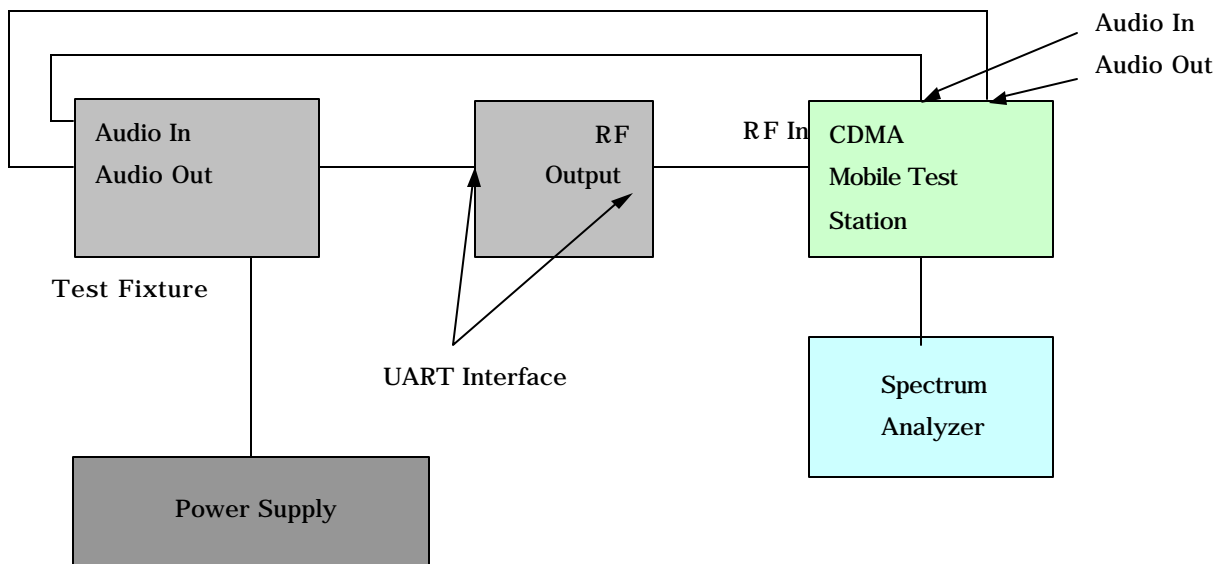 Audio In
Audio Out
Audio In
Audio Out
RF
Output
RF In
CDMA
Mobile Test
Station
Test Fixture
UART Interface
Spectrum
Analyzer
Power Supply